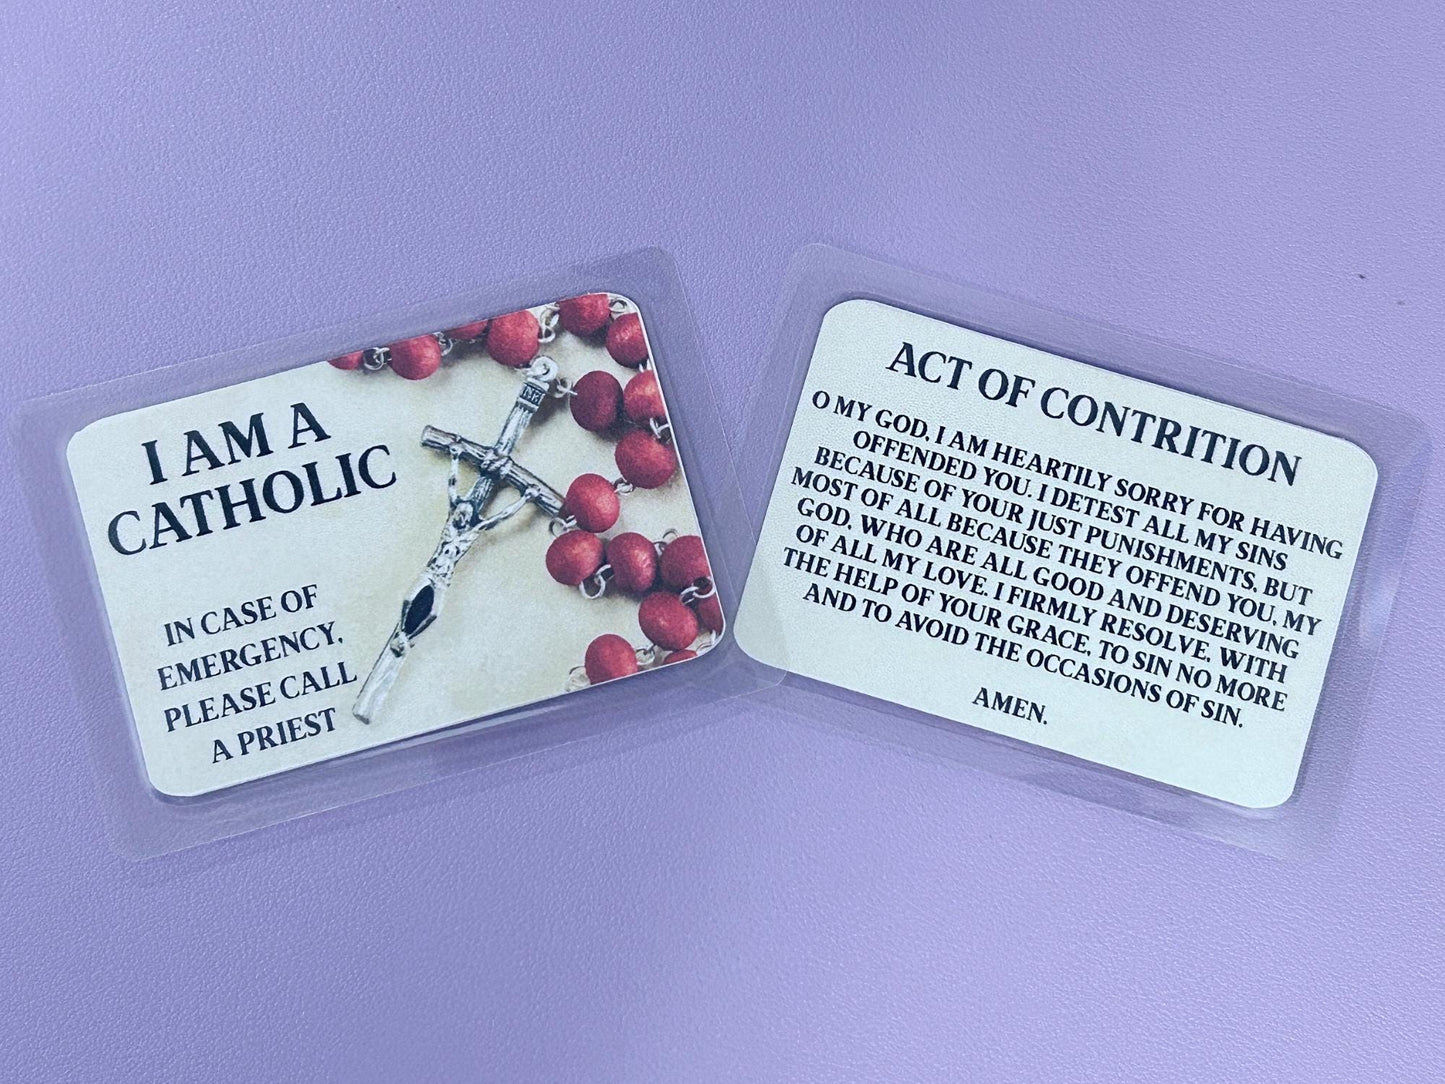 I AM A
CATHOLIC
IN CASE OF
EMERGENCY,
PLEASE CALL
A PRIEST
ACT OF CONTRITION
O MY GOD, I AM HEARTILY SORRY FOR HAVING
OFFENDED YOU. I DETEST ALL MY SINS
BECAUSE OF YOUR JUST PUNISHMENTS, BUT
MOST OF ALL BECAUSE THEY OFFEND YOU, MY
GOD, WHO ARE ALL GOOD AND DESERVING
OF ALL MY LOVE. I FIRMLY RESOLVE, WITH
THE HELP OF YOUR GRACE, TO SIN NO MORE
AND TO AVOID THE OCCASIONS OF SIN.
AMEN.